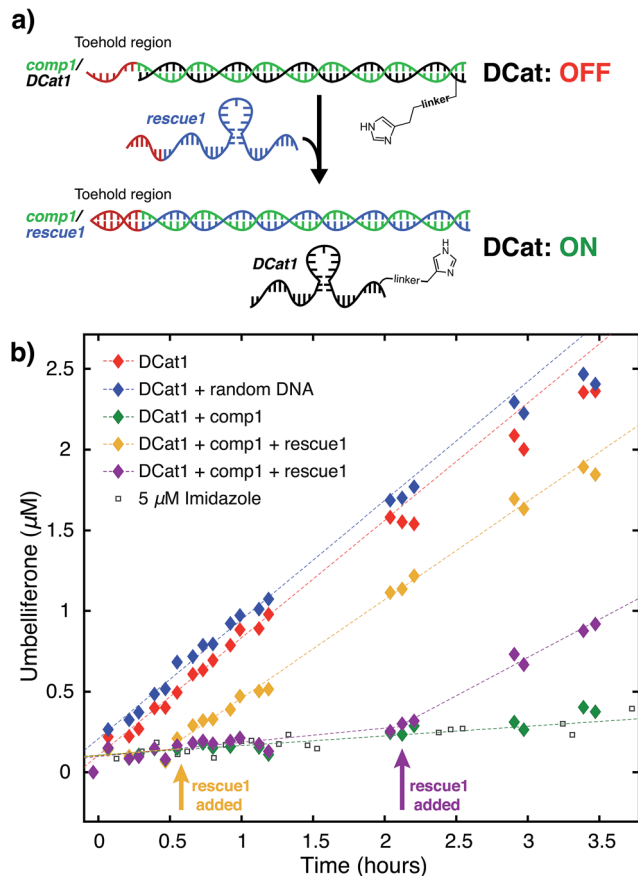 a)
Toehold region
comp1/
DCat1
DCat: OFF
linker
HN
N
rescue1
Toehold region
comp1/
rescue1
DCat: ON
DCat1
linker
H
N
N
b)
DCat1
DCat1 + random DNA
DCat1 + comp1
DCat1 + comp1 + rescue1
DCat1 + comp1 + rescue1
5 μM Imidazole
2.5
2
1.5
1
0.5
0
Umbelliferone (μM)
rescue1
added
rescue1
added
0 0.5 1 1.5 2 2.5 3 3.5
Time (hours)